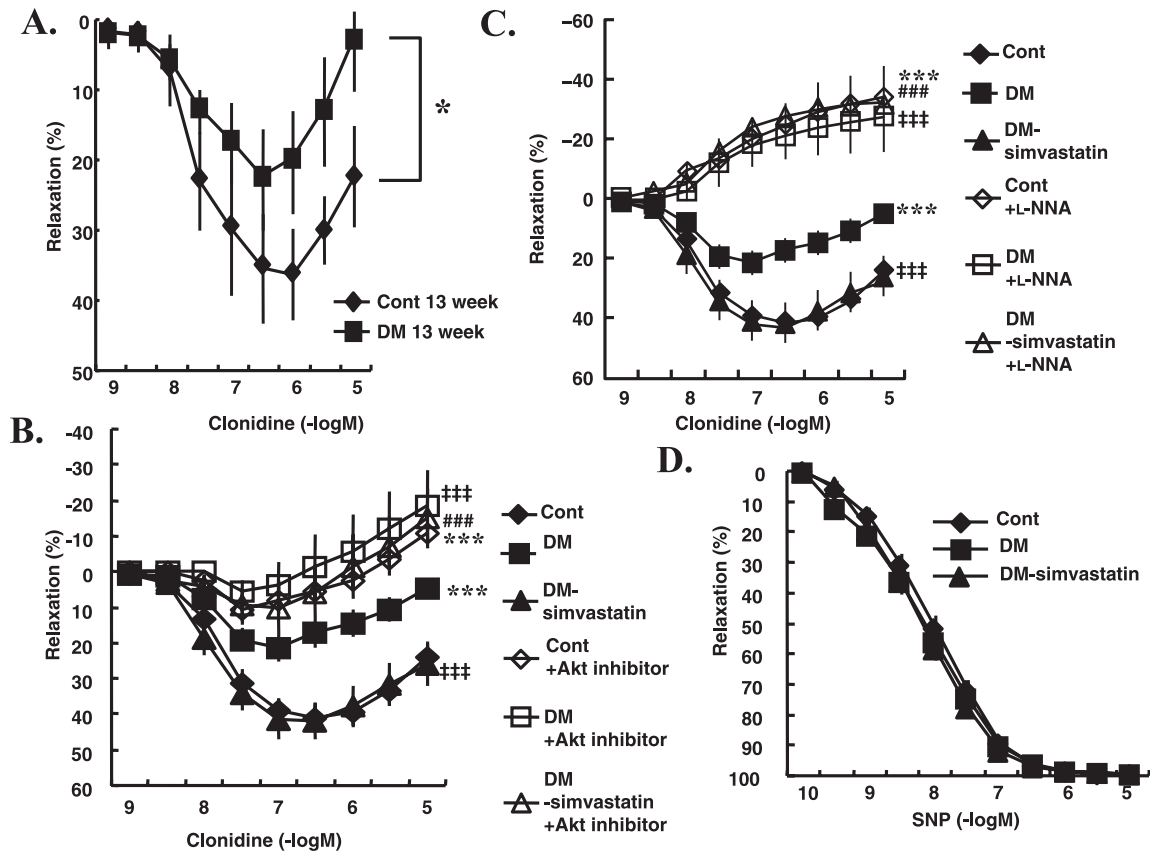 A.
0
10
20
30
40
50
Relaxation (%)
*
Cont 13 week
DM 13 week
9 8 7 6 5
Clonidine (-logM)
C.
-60
-40
-20
0
20
40
60
Relaxation (%)
***
###
‡‡‡
***
‡‡‡
9 8 7 6 5
Clonidine (-logM)
Cont
DM
DM-
simvastatin
Cont
+L-NNA
DM
+L-NNA
DM
-simvastatin
+L-NNA
B.
-40
-30
-20
-10
0
10
20
30
40
50
60
Relaxation (%)
‡‡‡
###
***
***
‡‡‡
9 8 7 6 5
Clonidine (-logM)
Cont
DM
DM-
simvastatin
Cont
+Akt inhibitor
DM
+Akt inhibitor
DM
-simvastatin
+Akt inhibitor
D.
0
10
20
30
40
50
60
70
80
90
100
Relaxation (%)
Cont
DM
DM-simvastatin
10 9 8 7 6 5
SNP (-logM)